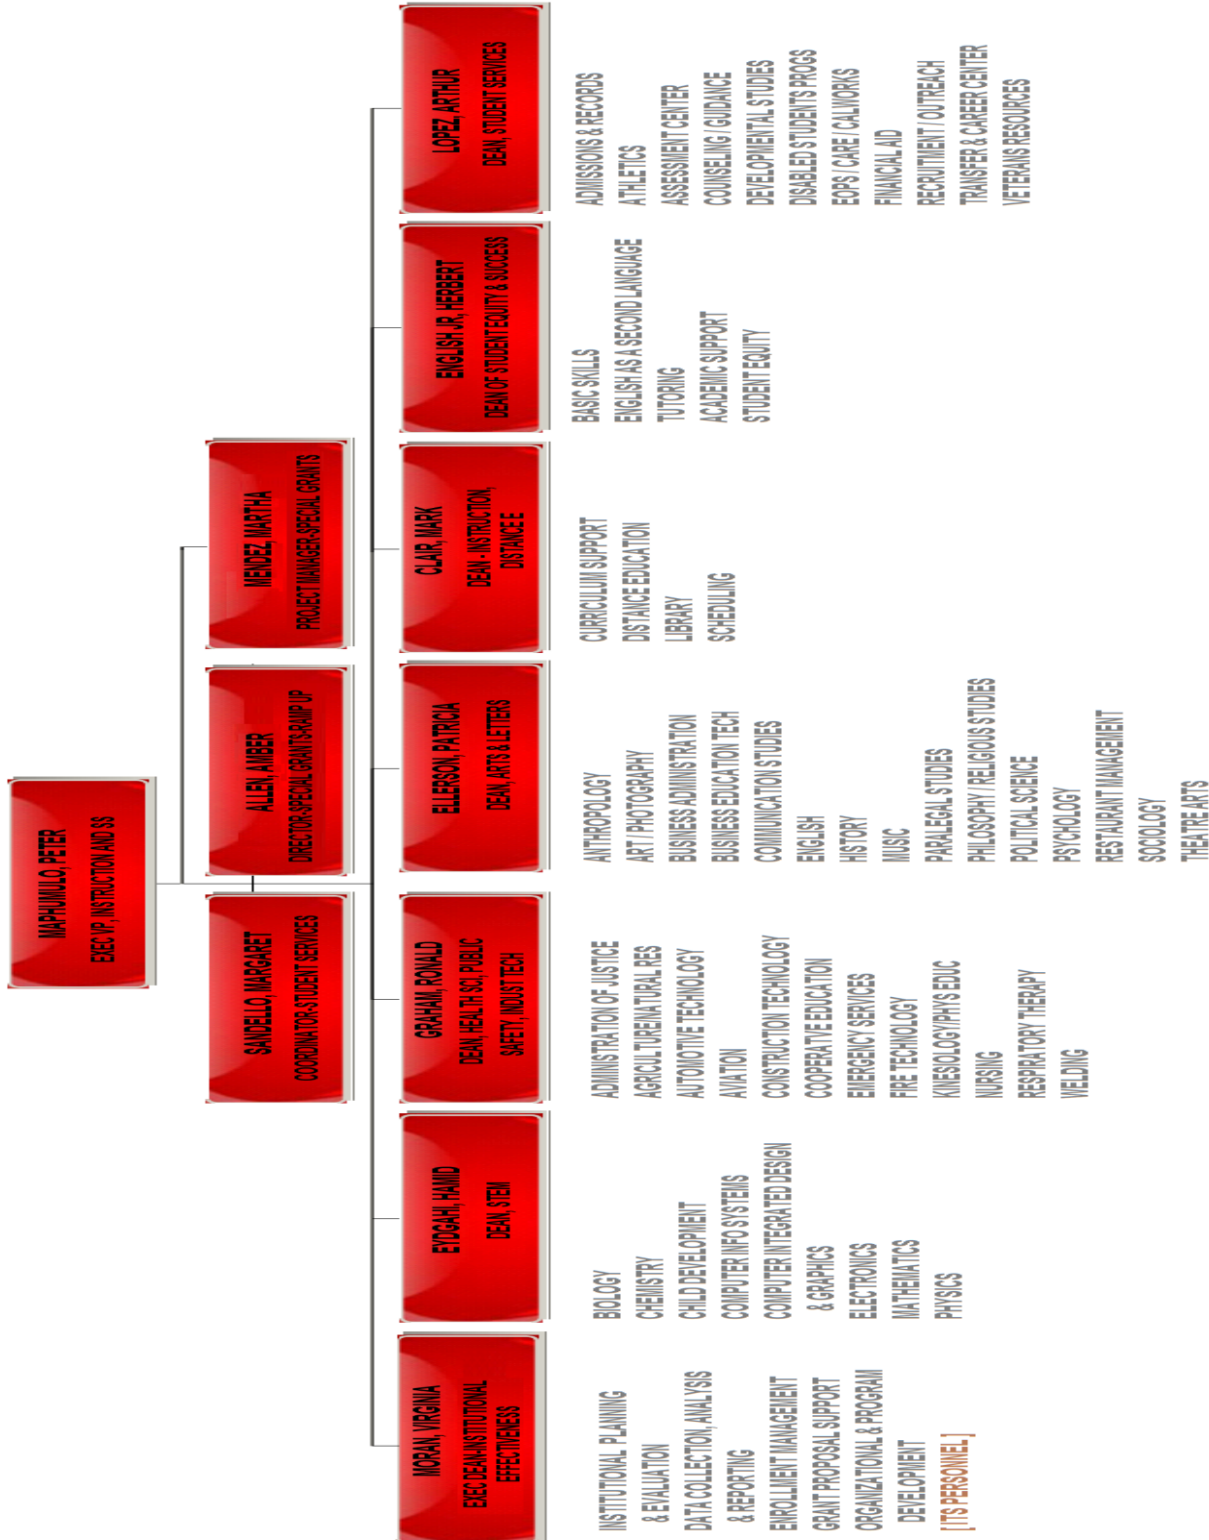 MAPHUMULO, PETER
EXEC VP, INSTRUCTION AND SS
SANDELLO, MARGARET
COORDINATOR-STUDENT SERVICES
ALLEN, AMBER
DIRECTOR-SPECIAL GRANTS-RAMP UP
MENDEZ, MARTHA
PROJECT MANAGER-SPECIAL GRANTS
MORAN, VIRGINIA
EXEC DEAN-INSTITUTIONAL
EFFECTIVENESS
INSTITUTIONAL PLANNING
& EVALUATION
DATA COLLECTION, ANALYSIS
& REPORTING
ENROLLMENT MANAGEMENT
GRANT PROPOSAL SUPPORT
ORGANIZATIONAL & PROGRAM
DEVELOPMENT
[ITS PERSONNEL]
EYDGAHI, HAMID
DEAN, STEM
BIOLOGY
CHEMISTRY
CHILD DEVELOPMENT
COMPUTER INFO SYSTEMS
COMPUTER INTEGRATED DESIGN
& GRAPHICS
ELECTRONICS
MATHEMATICS
PHYSICS
GRAHAM, RONALD
DEAN, HEALTH SCI, PUBLIC
SAFETY, INDUST TECH
ADMINISTRATION OF JUSTICE
AGRICULTURE/NATURAL RES
AUTOMOTIVE TECHNOLOGY
AVIATION
CONSTRUCTION TECHNOLOGY
COOPERATIVE EDUCATION
EMERGENCY SERVICES
FIRE TECHNOLOGY
KINESIOLOGY/PHYS EDUC
NURSING
RESPIRATORY THERAPY
WELDING
ELLERSON, PATRICIA
DEAN, ARTS & LETTERS
ANTHROPOLOGY
ART / PHOTOGRAPHY
BUSINESS ADMINISTRATION
BUSINESS EDUCATION TECH
COMMUNICATION STUDIES
ENGLISH
HISTORY
MUSIC
PARALEGAL STUDIES
PHILOSOPHY / RELIGIOUS STUDIES
POLITICAL SCIENCE
PSYCHOLOGY
RESTAURANT MANAGEMENT
SOCIOLOGY
THEATRE ARTS
CLAIR, MARK
DEAN - INSTRUCTION,
DISTANCE E
CURRICULUM SUPPORT
DISTANCE EDUCATION
LIBRARY
SCHEDULING
ENGLISH JR, HERBERT
DEAN OF STUDENT EQUITY & SUCCESS
BASIC SKILLS
ENGLISH AS A SECOND LANGUAGE
TUTORING
ACADEMIC SUPPORT
STUDENT EQUITY
LOPEZ, ARTHUR
DEAN, STUDENT SERVICES
ADMISSIONS & RECORDS
ATHLETICS
ASSESSMENT CENTER
COUNSELING / GUIDANCE
DEVELOPMENTAL STUDIES
DISABLED STUDENTS PROGS
EOPS / CARE / CALWORKS
FINANCIAL AID
RECRUITMENT / OUTREACH
TRANSFER & CAREER CENTER
VETERANS RESOURCES